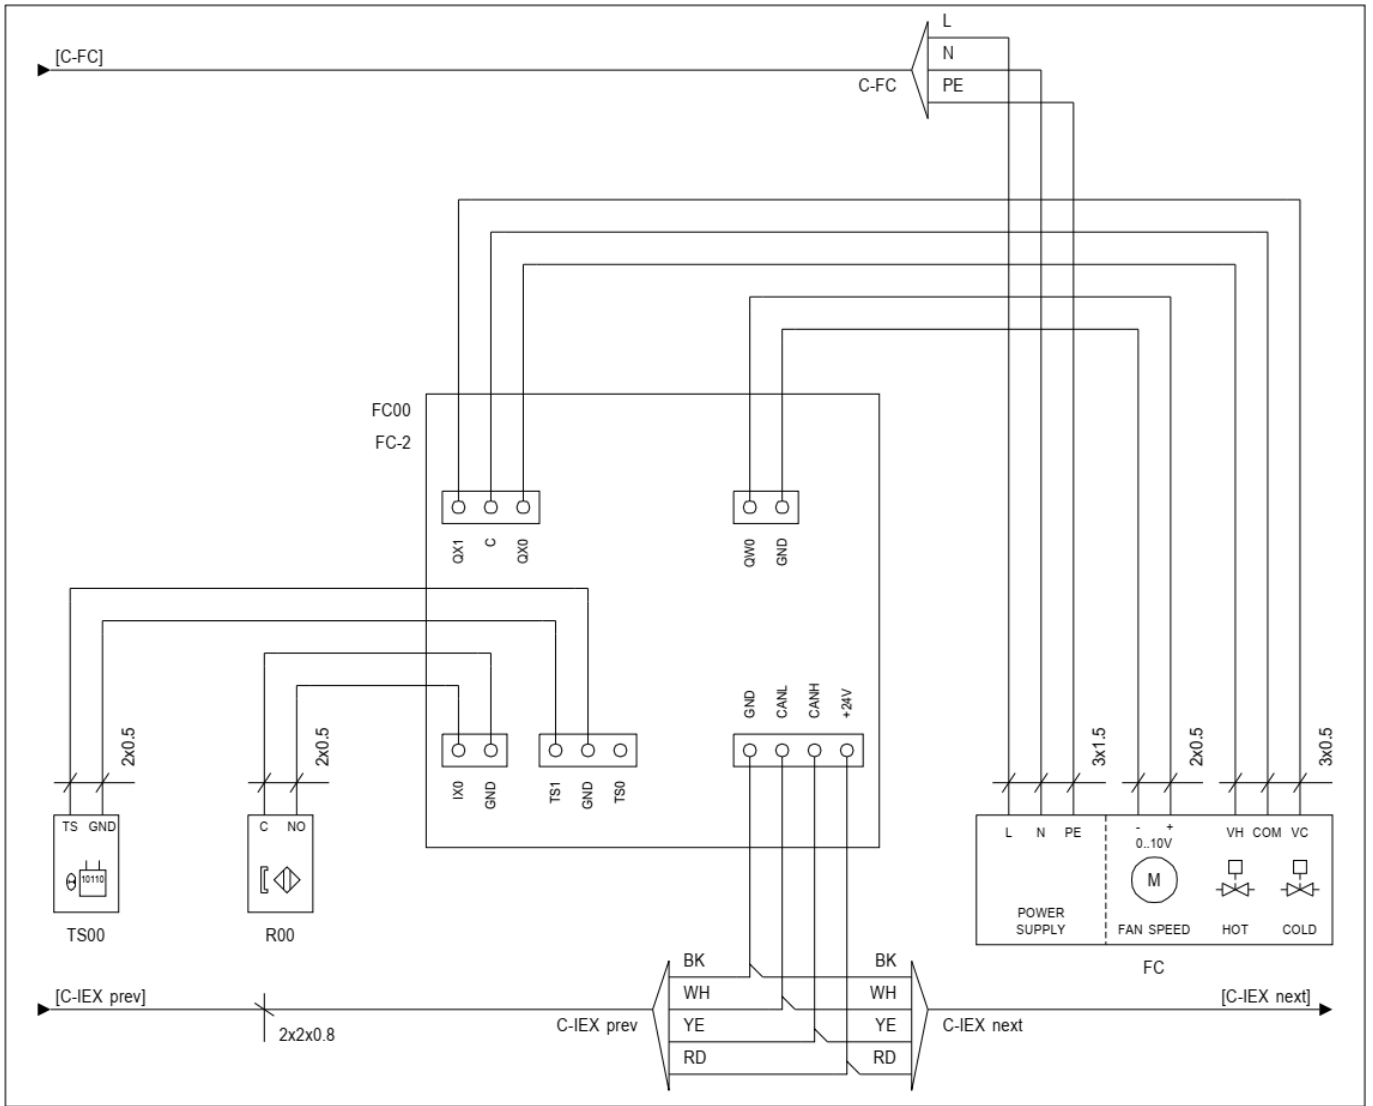 [C-FC]
C-FC
L
N
PE
FC00
FC-2
QX1
C
QX0
QW0
GND
GND
CANL
CANH
+24V
IX0
GND
TS1
GND
TS0
2x0.5
2x0.5
3x1.5
2x0.5
3x0.5
TS GND
10110
TS00
C NO
R00
L N PE
POWER
SUPPLY
- +
0..10V
M
FAN SPEED
VH COM VC
HOT
COLD
FC
[C-IEX prev]
2x2x0.8
C-IEX prev
BK
WH
YE
RD
BK
WH
YE
RD
C-IEX next
[C-IEX next]